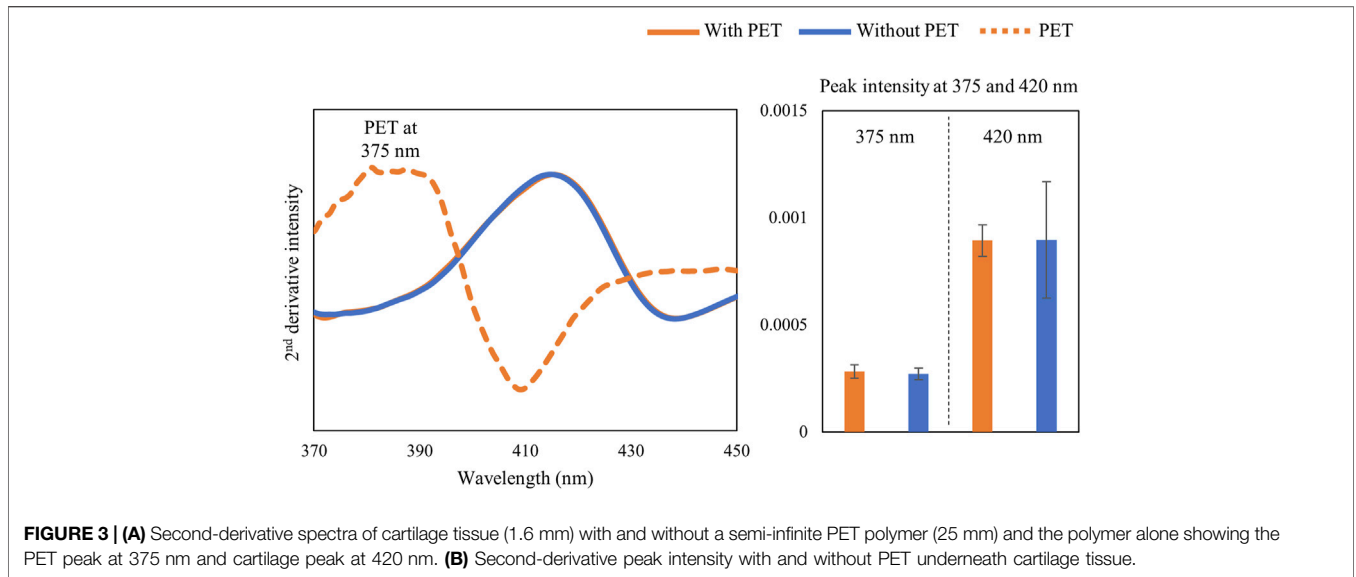 With PET Without PET PET
PET at
375 nm
2nd derivative intensity
370 390 410 430 450
Wavelength (nm)
Peak intensity at 375 and 420 nm
0.0015
375 nm 420 nm
0.001
0.0005
0
FIGURE 3 | (A) Second-derivative spectra of cartilage tissue (1.6 mm) with and without a semi-infinite PET polymer (25 mm) and the polymer alone showing the
PET peak at 375 nm and cartilage peak at 420 nm. (B) Second-derivative peak intensity with and without PET underneath cartilage tissue.